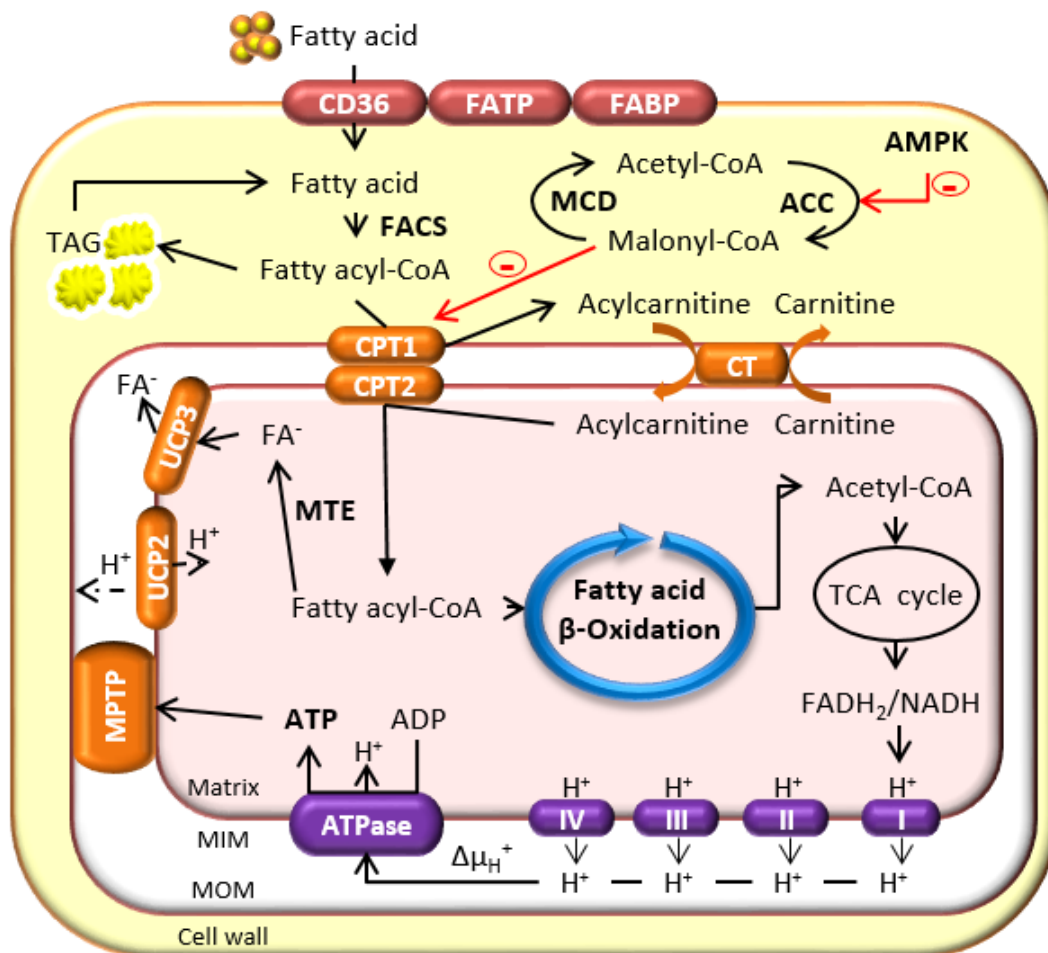 Fatty acid
CD36 FATP FABP
Fatty acid
Acetyl-CoA
AMPK
-
MCD
ACC
FACS
TAG
Malonyl-CoA
Fatty acyl-CoA
-
Acylcarnitine Carnitine
CPT1
CT
CPT2
FA⁻
UCP3
FA⁻
Acylcarnitine Carnitine
MTE
Acetyl-CoA
UCP2
H⁺
H⁺
Fatty acyl-CoA
Fatty acid
β-Oxidation
TCA cycle
MPTP
ATP
ADP
H⁺
FADH₂/NADH
Matrix
H⁺ H⁺ H⁺ H⁺
ATPase
IV III II I
MIM
Δμ_H⁺
H⁺ H⁺ H⁺ H⁺
MOM
Cell wall